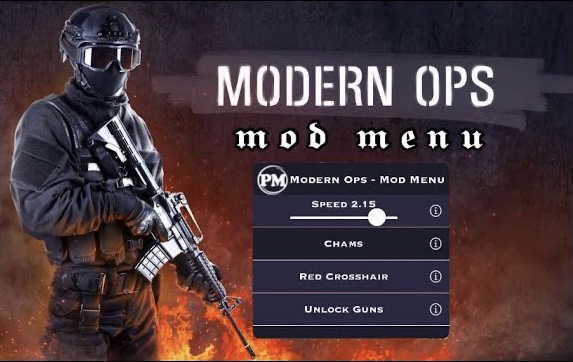 MODERN OPS
mod menu
PM MODERN OPS - MOD MENU
SPEED 2.15
CHAMS
RED CROSSHAIR
UNLOCK GUNS